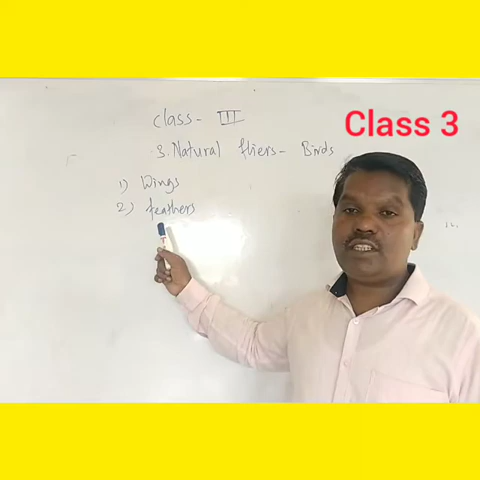 class - III
Class 3
3. Natural fliers - Birds
1) Wings
2) feathers